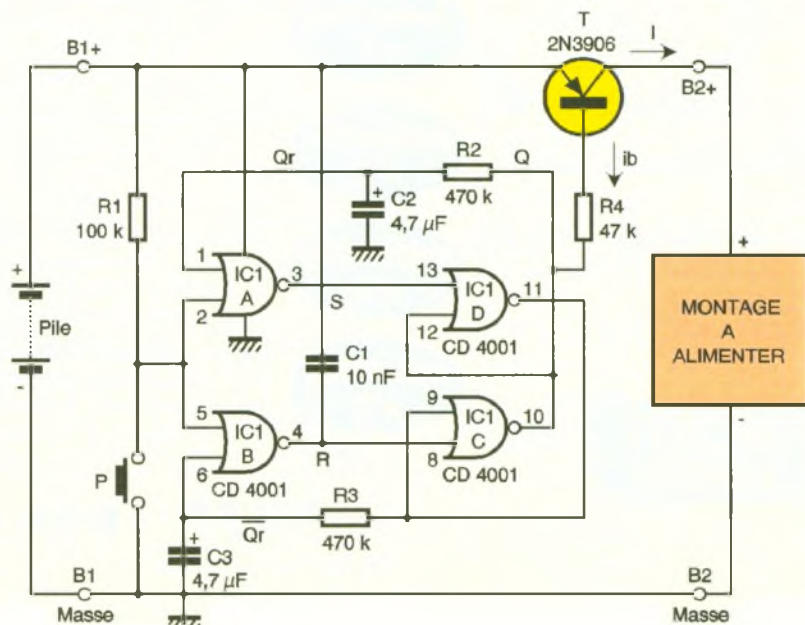 T
2N3906
I
B1+
B2+
Qr
R2
Q
ib
470 k
C2
4,7 µF
+
R1
100 k
R4
47 k
1
IC1
A
3
2
S
13
IC1
D
11
12
CD 4001
+
Pile
-
C1
10 nF
+
MONTAGE
A
ALIMENTER
-
5
IC1
B
4
6
R
CD 4001
9
IC1
C
10
8
CD 4001
P
R3
470 k
Qr
+
C3
4,7 µF
B1
Masse
B2
Masse